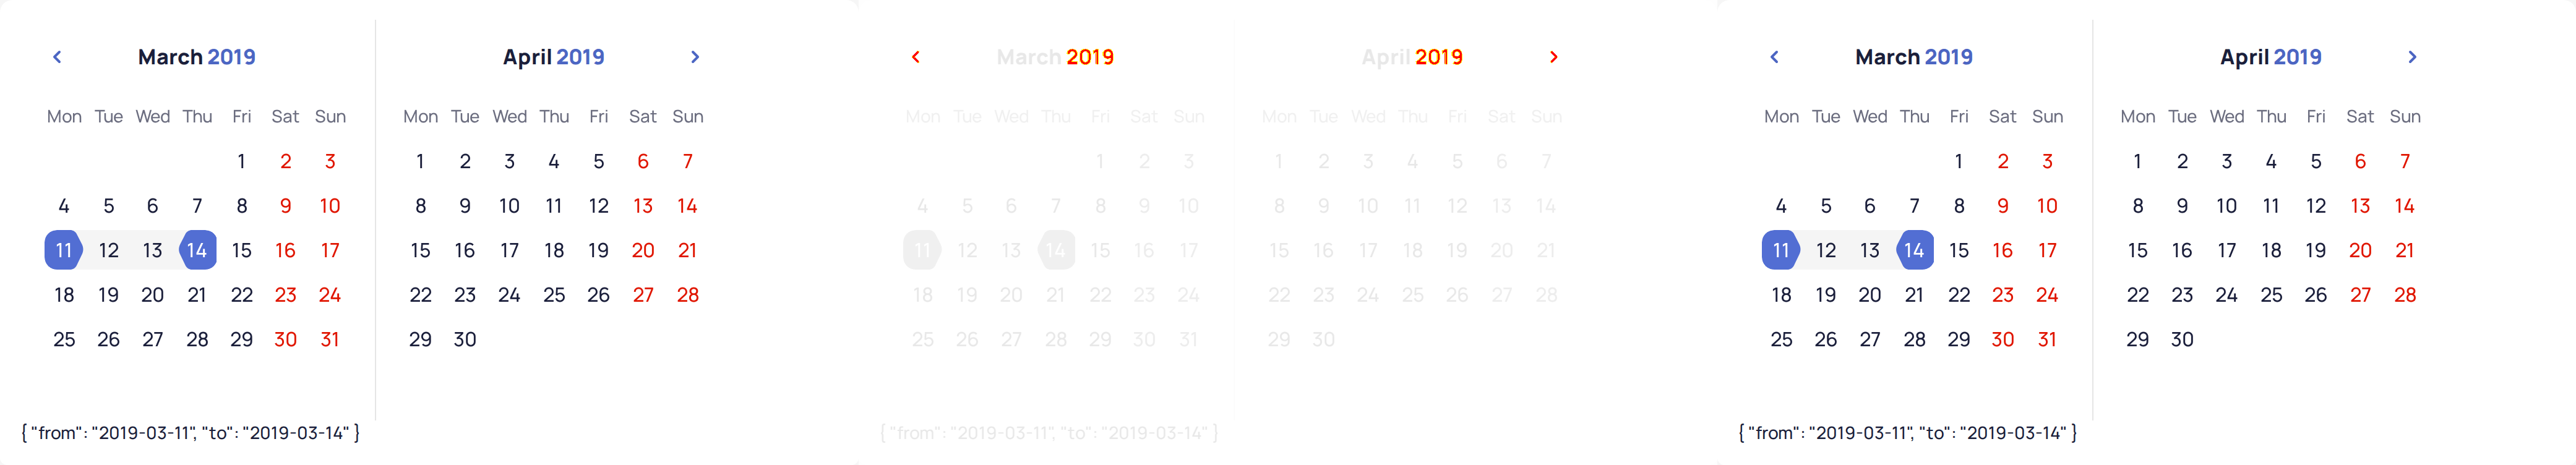 March 2019 April 2019 March 2019 April 2019 March 2019 April 2019
Mon Tue Wed Thu Fri Sat Sun Mon Tue Wed Thu Fri Sat Sun Mon Tue Wed Thu Fri Sat Sun Mon Tue Wed Thu Fri Sat Sun Mon Tue Wed Thu Fri Sat Sun Mon Tue Wed Thu Fri Sat Sun
1 2 3 1 2 3 4 5 6 7 1 2 3 1 2 3 4 5 6 7 1 2 3 1 2 3 4 5 6 7
4 5 6 7 8 9 10 8 9 10 11 12 13 14 4 5 6 7 8 9 10 8 9 10 11 12 13 14 4 5 6 7 8 9 10 8 9 10 11 12 13 14
11 12 13 14 15 16 17 15 16 17 18 19 20 21 11 12 13 14 15 16 17 15 16 17 18 19 20 21 11 12 13 14 15 16 17 15 16 17 18 19 20 21
18 19 20 21 22 23 24 22 23 24 25 26 27 28 18 19 20 21 22 23 24 22 23 24 25 26 27 28 18 19 20 21 22 23 24 22 23 24 25 26 27 28
25 26 27 28 29 30 31 29 30 25 26 27 28 29 30 31 29 30 25 26 27 28 29 30 31 29 30
{ "from": "2019-03-11", "to": "2019-03-14" } { "from": "2019-03-11", "to": "2019-03-14" } { "from": "2019-03-11", "to": "2019-03-14" }